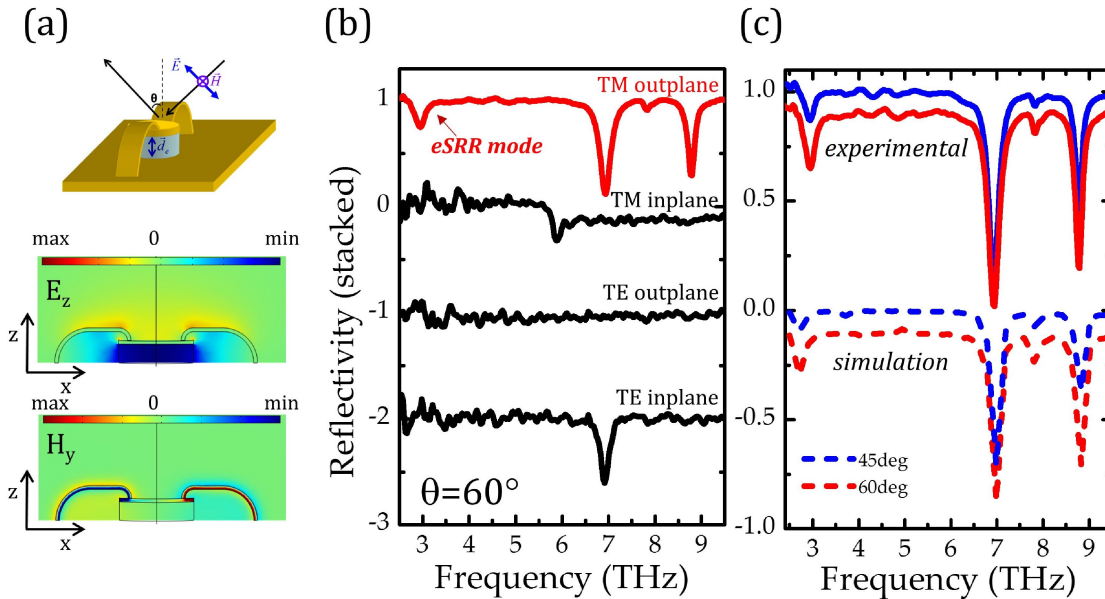 (a)
E⃗
H⃗
θ
d⃗ₑ
max 0 min
E_z
z
x
max 0 min
H_y
z
x
(b)
Reflectivity (stacked)
1
0
-1
-2
-3
TM outplane
eSRR mode
TM inplane
TE outplane
TE inplane
θ=60°
3 4 5 6 7 8 9
Frequency (THz)
(c)
1.0
0.5
0.0
-0.5
-1.0
experimental
simulation
45deg
60deg
3 4 5 6 7 8 9
Frequency (THz)